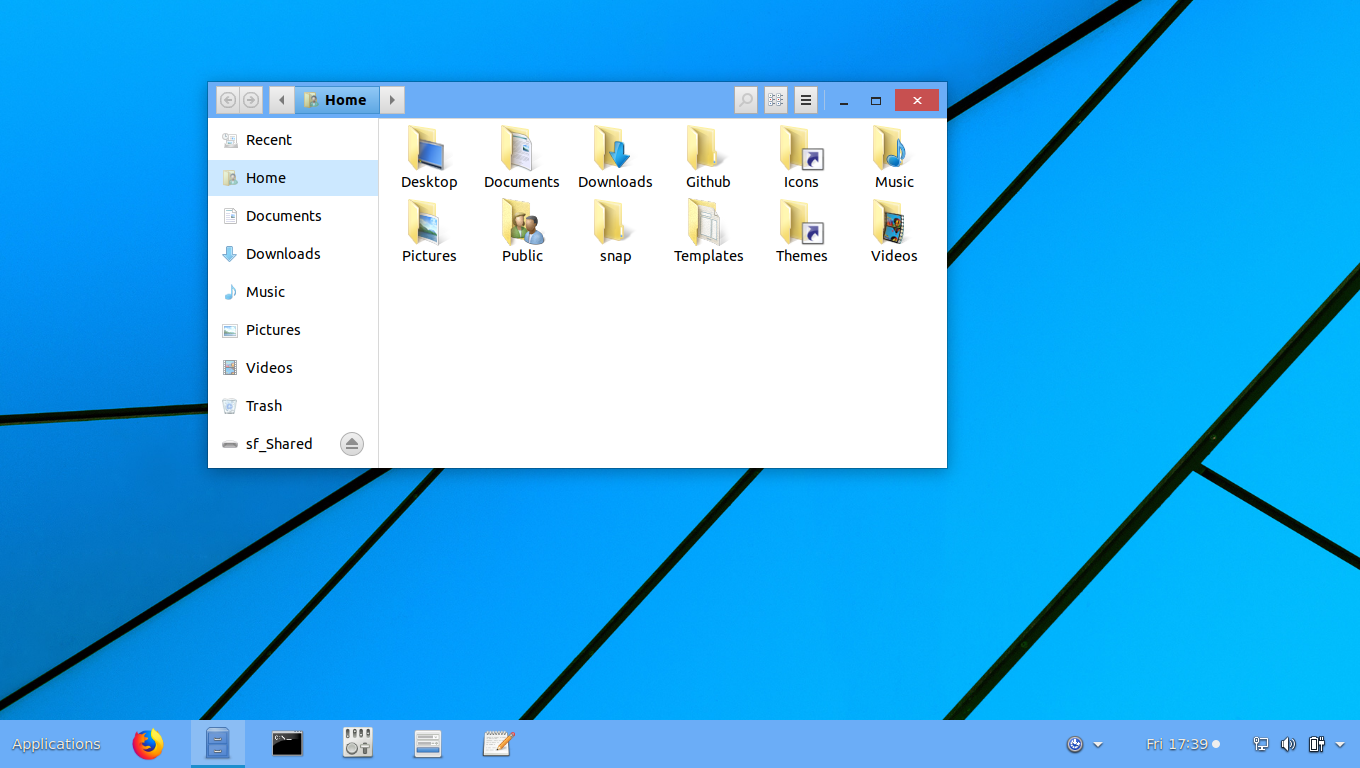 Home
Recent
Home
Documents
Downloads
Music
Pictures
Videos
Trash
sf_Shared
Desktop Documents Downloads Github Icons Music
Pictures Public snap Templates Themes Videos
Applications Fri 17:39